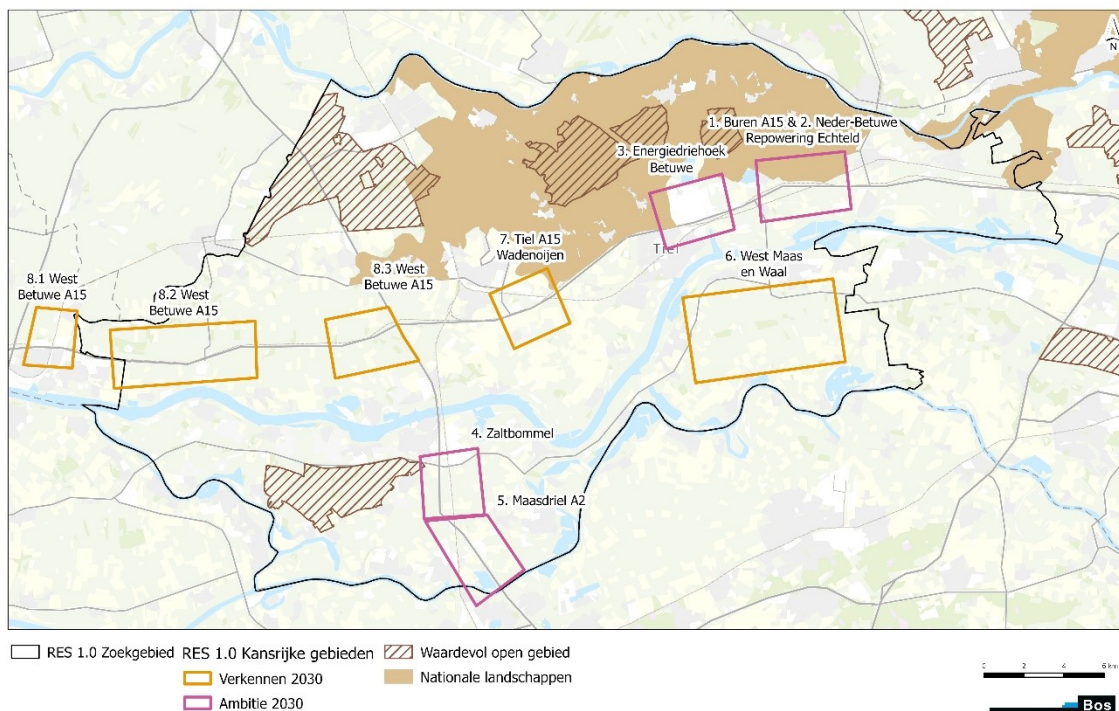 N
1. Buren A15 & 2. Neder-Betuwe
Repowering Echteld
3. Energiedriehoek
Betuwe
7. Tiel A15
Wadenoijen
Tiel
6. West Maas
en Waal
8.1 West
Betuwe A15
8.2 West
Betuwe A15
8.3 West
Betuwe A15
4. Zaltbommel
5. Maasdriel A2
RES 1.0 Zoekgebied
RES 1.0 Kansrijke gebieden
Verkennen 2030
Ambitie 2030
Waardevol open gebied
Nationale landschappen
0 2 4 6 km
Bos